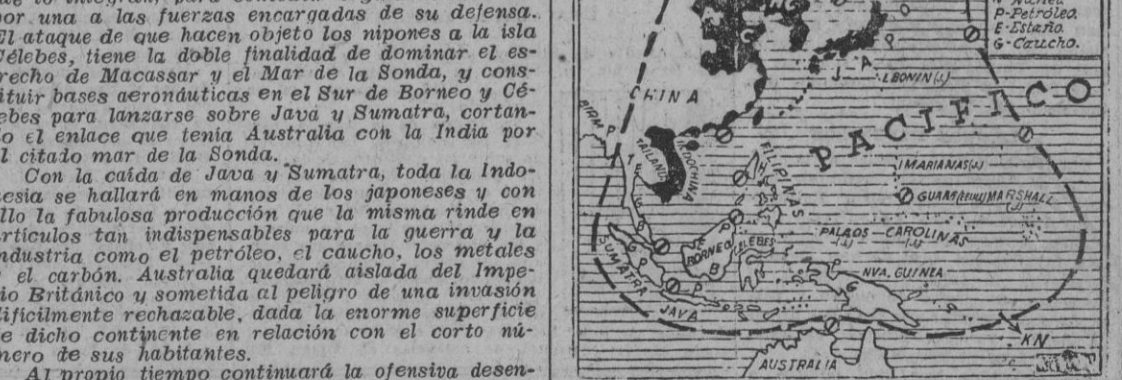 por una a las fuerzas encargadas de su defensa.
El ataque de que hacen objeto los nipones a la isla
Célebes, tiene la doble finalidad de dominar el es-
trecho de Macassar y el Mar de la Sonda, y cons-
tituir bases aeronáuticas en el Sur de Borneo y Cé-
lebes para lanzarse sobre Java y Sumatra, cortan-
do el enlace que tenía Australia con la India por
el citado mar de la Sonda.
Con la caída de Java y Sumatra, toda la Indo-
nesia se hallará en manos de los japoneses y con
ello la fabulosa producción que la misma rinde en
artículos tan indispensables para la guerra y la
industria como el petróleo, el caucho, los metales
y el carbón. Australia quedará aislada del Impe-
rio Británico y sometida al peligro de una invasión
difícilmente rechazable, dada la enorme superficie
de dicho continente en relación con el corto nú-
mero de sus habitantes.
Al propio tiempo continuará la ofensiva desen-
P-Petróleo.
E-Estaño.
G-Caucho.
J-A
I. BONIN (J)
CHINA
PACIFICO
BIRM.
TAILANDIA
INDOCHINA
FILIPINAS
I MARIANAS (J)
GUAM (EEUU) MARSHALL
(J)
PALAOS-CAROLINAS
(J) (J)
SUMATRA
BORNEO
CELEBES
NVA. GUINEA
JAVA
KN
AUSTRALIA